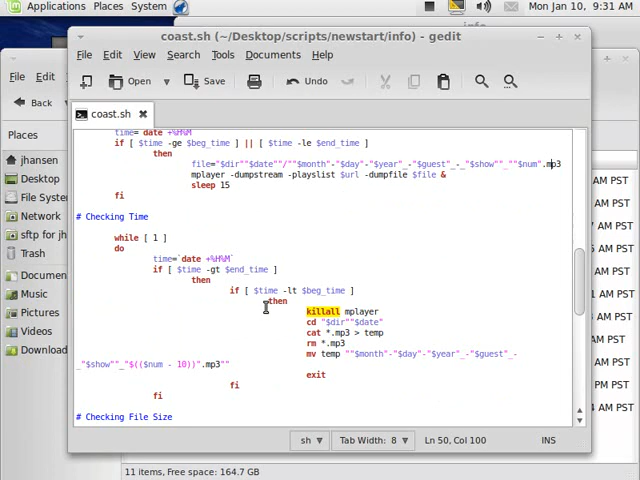 Applications Places System Mon Jan 10, 9:31 AM
info
coast.sh (~/Desktop/scripts/newstart/info) - gedit
File Edit View Search Tools Documents Help
Open Save Undo
coast.sh
time=`date +%H%M`
if [ $time -ge $beg_time ] || [ $time -le $end_time ]
then
file="$dir""$date""/""$month"-"$day"-"$year"_-"$guest"_-_"$show""_""$num".mp3
mplayer -dumpstream -playslist $url -dumpfile $file &
sleep 15
fi
# Checking Time
while [ 1 ]
do
time=`date +%H%M`
if [ $time -gt $end_time ]
then
if [ $time -lt $beg_time ]
then
killall mplayer
cd "$dir""$date"
cat *.mp3 > temp
rm *.mp3
mv temp ""$month"-"$day"-"$year"_-"$guest"_-
_"$show""_"$(($num - 10))".mp3""
exit
fi
fi
# Checking File Size
sh Tab Width: 8 Ln 50, Col 100 INS
File Edit
Back
Places
jhansen
Desktop
File System
Network
sftp for jh
Trash
Documen
Music
Pictures
Videos
Download
AM PST
AM PST
AM PST
AM PST
AM PST
AM PST
AM PST
PM PST
AM PST
11 items, Free space: 164.7 GB